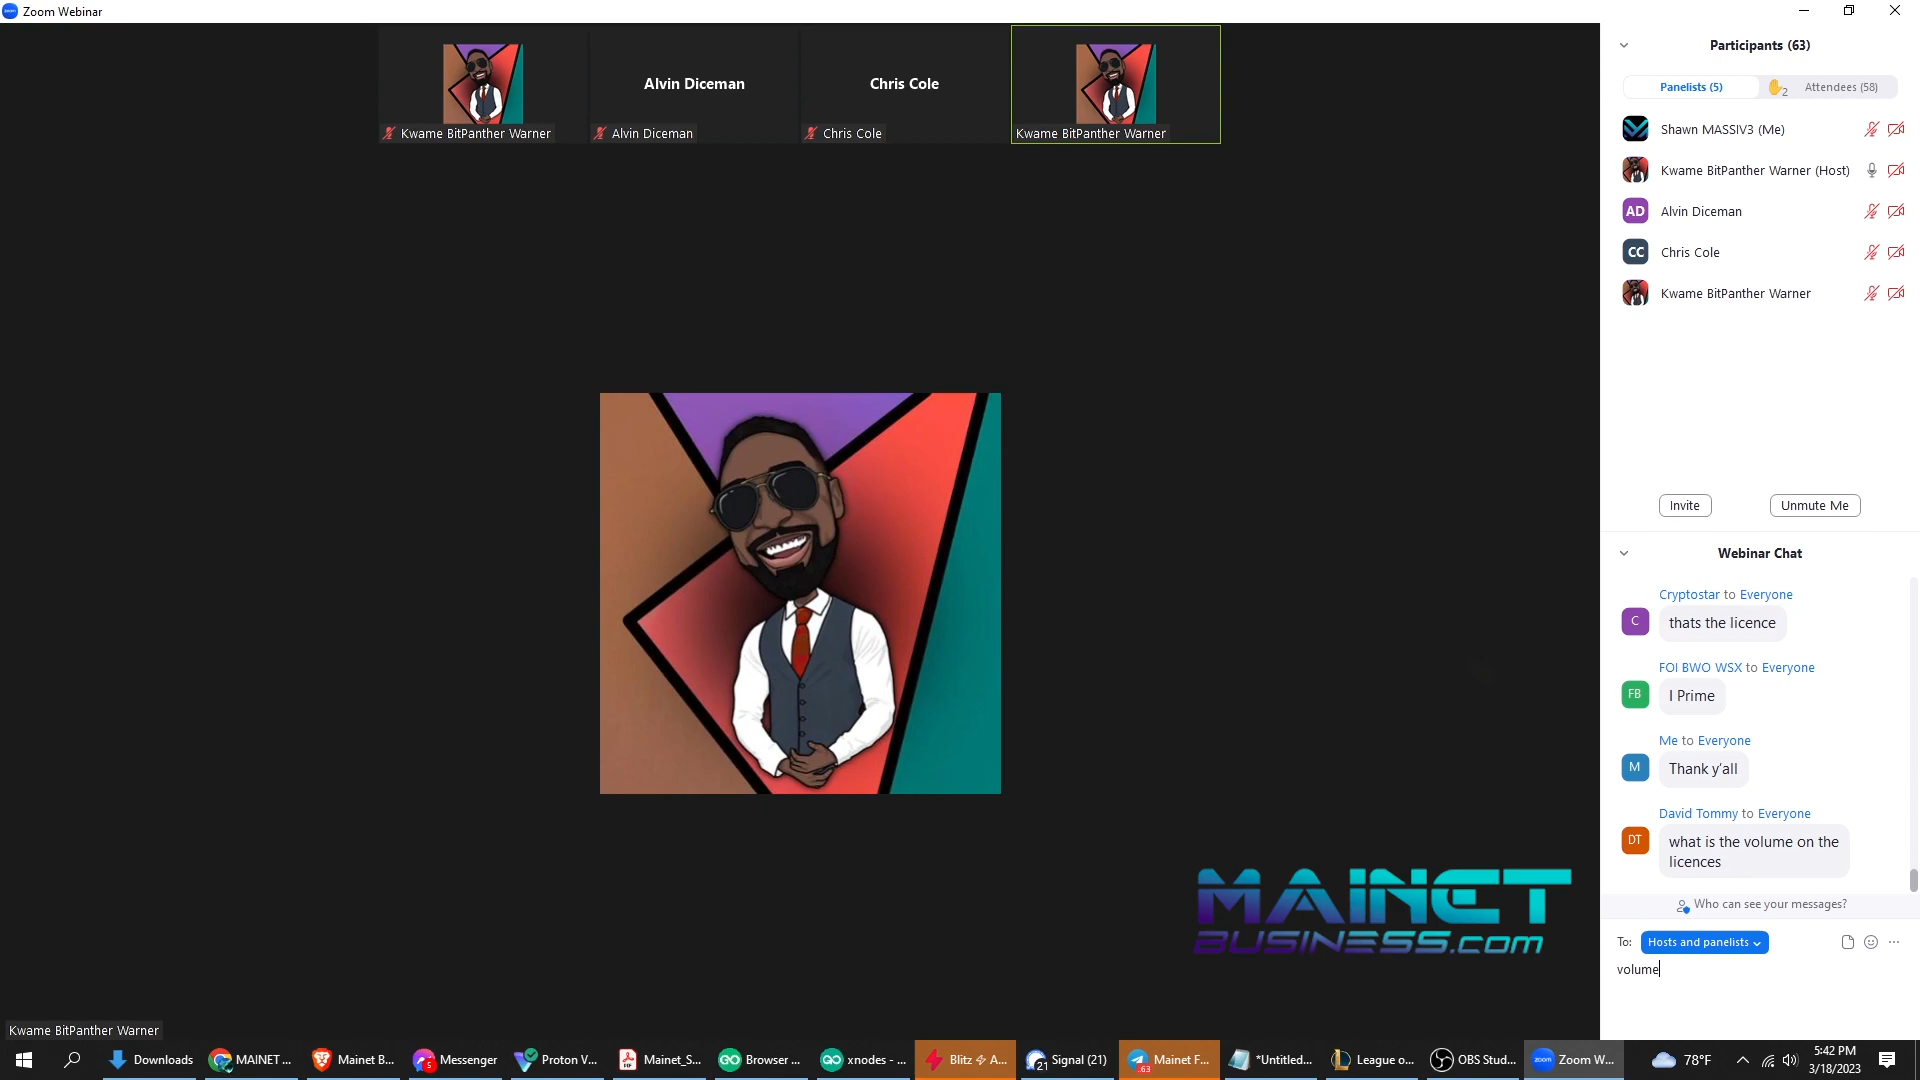 Zoom Webinar
Alvin Diceman
Chris Cole
Kwame BitPanther Warner
Alvin Diceman
Chris Cole
Kwame BitPanther Warner
Participants (63)
Panelists (5)
2
Attendees (58)
Shawn MASSIV3 (Me)
Kwame BitPanther Warner (Host)
AD
Alvin Diceman
CC
Chris Cole
Kwame BitPanther Warner
Invite
Unmute Me
Webinar Chat
Cryptostar to Everyone
C
thats the licence
FOI BWO WSX to Everyone
FB
I Prime
Me to Everyone
M
Thank y'all
David Tommy to Everyone
DT
what is the volume on the
licences
Who can see your messages?
To: Hosts and panelists
volume
MAINET
BUSINESS.com
Kwame BitPanther Warner
Downloads
MAINET ...
Mainet B...
Messenger
Proton V...
Mainet_S...
Browser ...
xnodes - ...
Blitz ⚡ A...
Signal (21)
Mainet F...
*Untitled...
League o...
OBS Stud...
Zoom W...
78°F
5:42 PM
3/18/2023